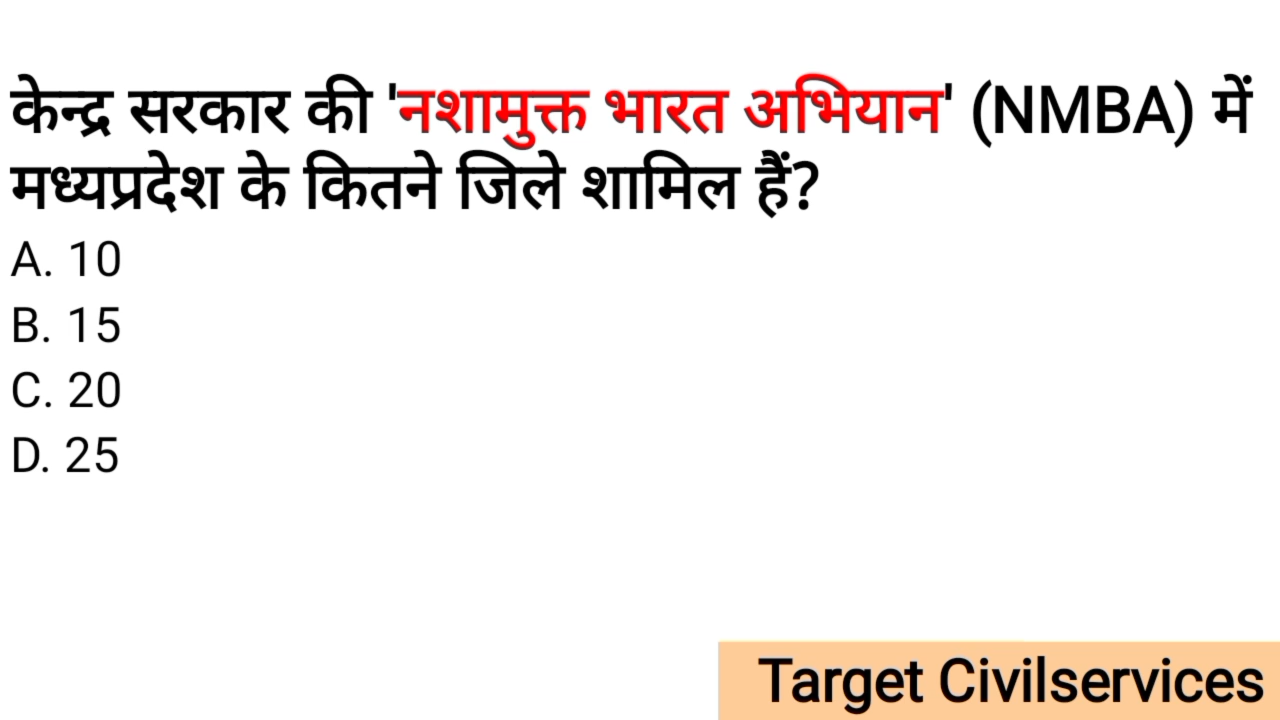 केन्द्र सरकार की 'नशामुक्त भारत अभियान' (NMBA) में
मध्यप्रदेश के कितने जिले शामिल हैं?
A. 10
B. 15
C. 20
D. 25
Target Civilservices